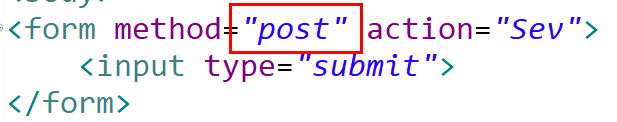 <form method="post" action="Sev">
    <input type="submit">
</form>